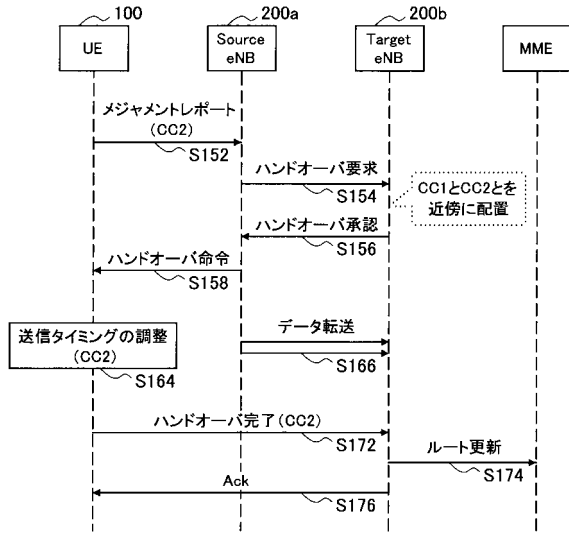 100
200a
200b
UE
Source
eNB
Target
eNB
MME
メジャメントレポート
(CC2)
S152
ハンドオーバ要求
S154
CC1とCC2とを
近傍に配置
ハンドオーバ承認
S156
ハンドオーバ命令
S158
送信タイミングの調整
(CC2)
S164
データ転送
S166
ハンドオーバ完了(CC2)
S172
ルート更新
S174
Ack
S176